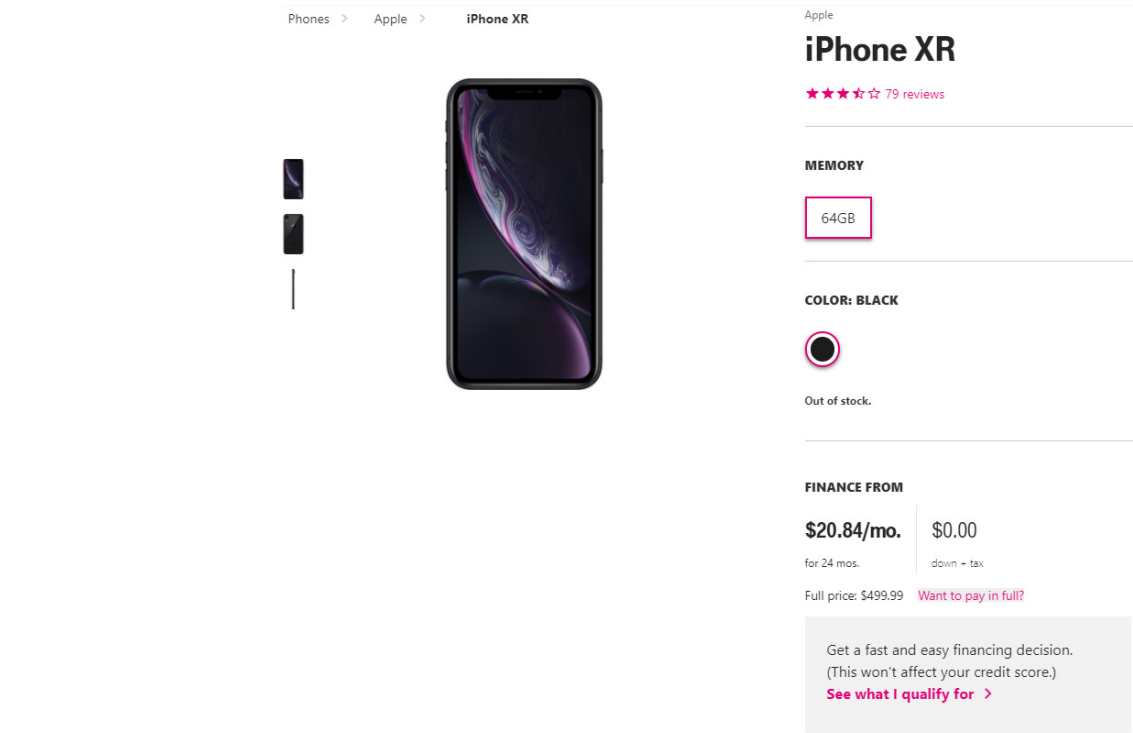 Phones > Apple > iPhone XR
Apple
iPhone XR
79 reviews
MEMORY
64GB
COLOR: BLACK
Out of stock.
FINANCE FROM
$20.84/mo. $0.00
for 24 mos. down + tax
Full price: $499.99 Want to pay in full?
Get a fast and easy financing decision.
(This won't affect your credit score.)
See what I qualify for >